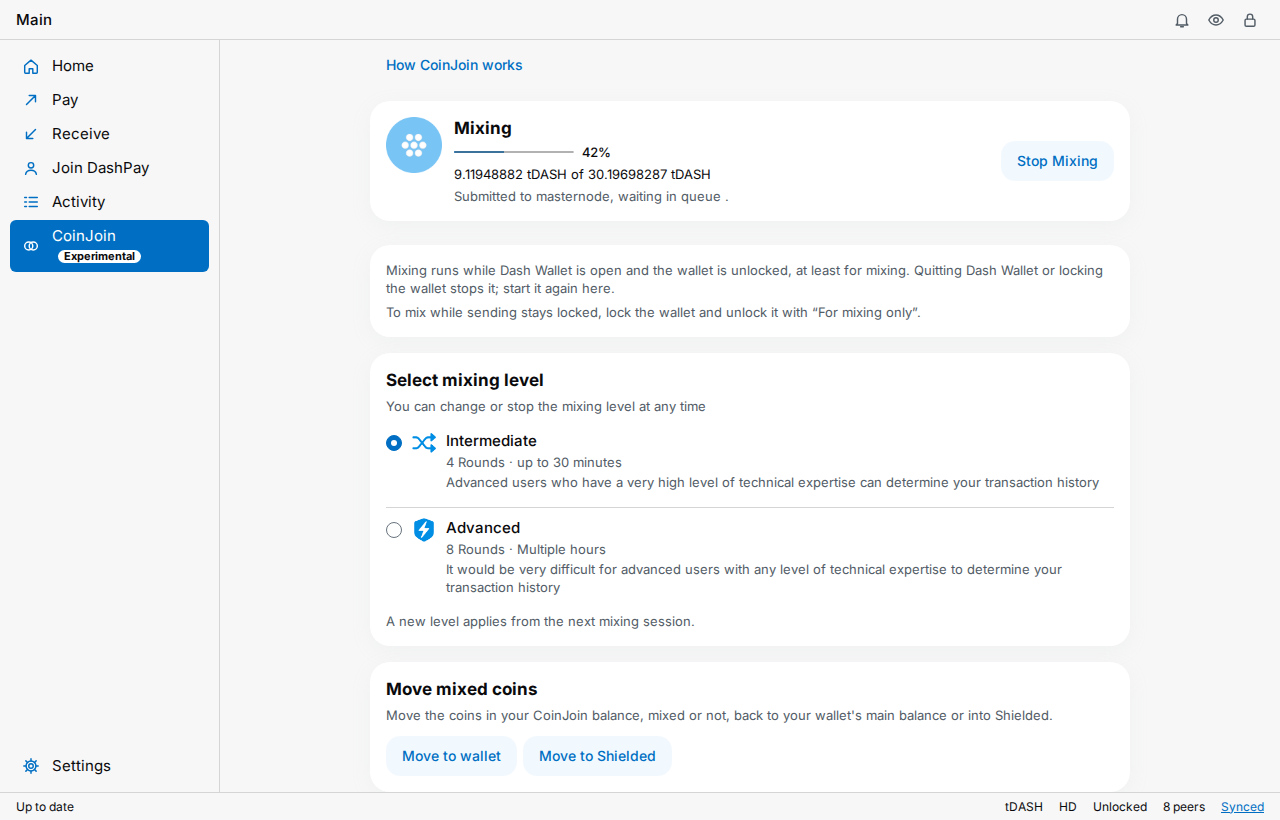 Main
Home
Pay
Receive
Join DashPay
Activity
CoinJoin
Experimental
Settings
How CoinJoin works
Mixing
42%
9.11948882 tDASH of 30.19698287 tDASH
Submitted to masternode, waiting in queue .
Stop Mixing
Mixing runs while Dash Wallet is open and the wallet is unlocked, at least for mixing. Quitting Dash Wallet or locking
the wallet stops it; start it again here.
To mix while sending stays locked, lock the wallet and unlock it with “For mixing only”.
Select mixing level
You can change or stop the mixing level at any time
Intermediate
4 Rounds · up to 30 minutes
Advanced users who have a very high level of technical expertise can determine your transaction history
Advanced
8 Rounds · Multiple hours
It would be very difficult for advanced users with any level of technical expertise to determine your
transaction history
A new level applies from the next mixing session.
Move mixed coins
Move the coins in your CoinJoin balance, mixed or not, back to your wallet's main balance or into Shielded.
Move to wallet
Move to Shielded
Up to date
tDASH
HD
Unlocked
8 peers
Synced